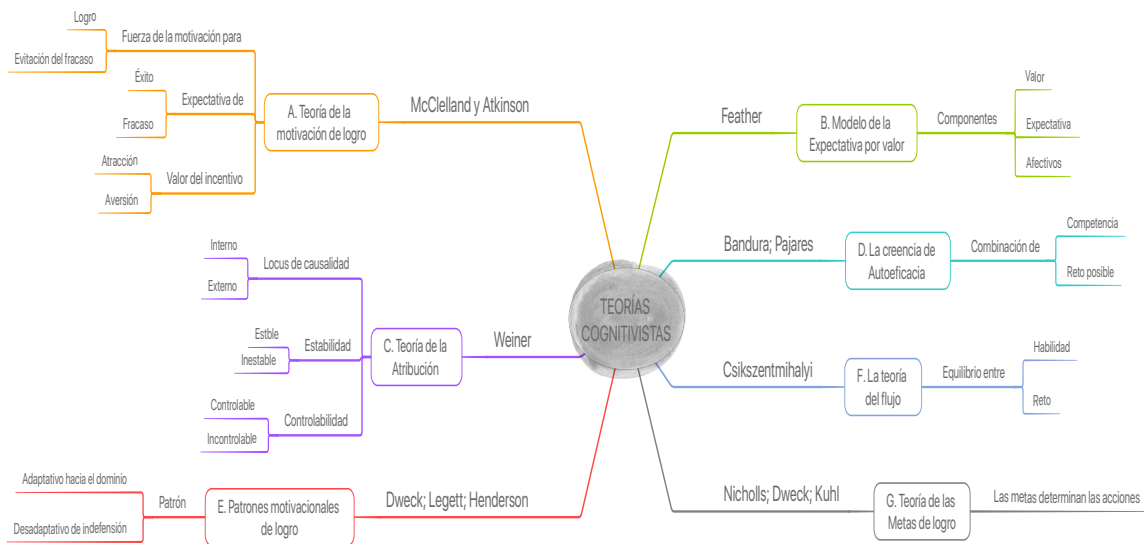 TEORÍAS
COGNITIVISTAS
McClelland y Atkinson
A. Teoría de la
motivación de logro
Fuerza de la motivación para
Logro
Evitación del fracaso
Expectativa de
Éxito
Fracaso
Valor del incentivo
Atracción
Aversión
Feather
B. Modelo de la
Expectativa por valor
Componentes
Valor
Expectativa
Afectivos
Weiner
C. Teoría de la
Atribución
Locus de causalidad
Interno
Externo
Estabilidad
Estble
Inestable
Controlabilidad
Controlable
Incontrolable
Bandura; Pajares
D. La creencia de
Autoeficacia
Combinación de
Competencia
Reto posible
Dweck; Legett; Henderson
E. Patrones motivacionales
de logro
Patrón
Adaptativo hacia el dominio
Desadaptativo de indefensión
Csikszentmihalyi
F. La teoría
del flujo
Equilibrio entre
Habilidad
Reto
Nicholls; Dweck; Kuhl
G. Teoría de las
Metas de logro
Las metas determinan las acciones